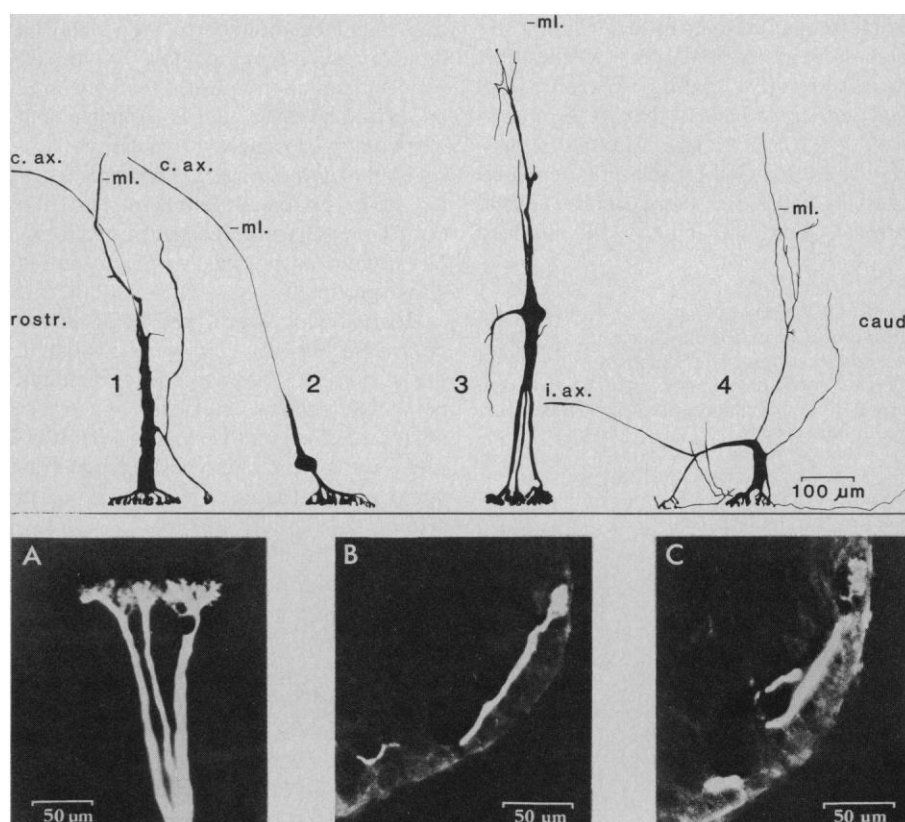 -ml.
c. ax.
-ml.
c. ax.
-ml.
-ml.
rostr.
caud
1
2
3
i. ax.
4
100 µm
A
B
C
50 µm
50 µm
50 µm